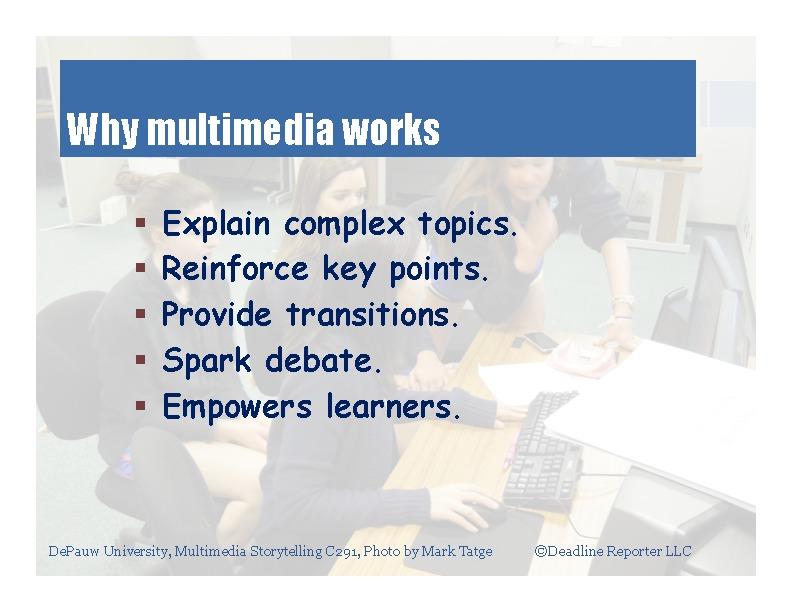 Why multimedia works
▪ Explain complex topics.
▪ Reinforce key points.
▪ Provide transitions.
▪ Spark debate.
▪ Empowers learners.
DePauw University, Multimedia Storytelling C291, Photo by Mark Tatge ©Deadline Reporter LLC